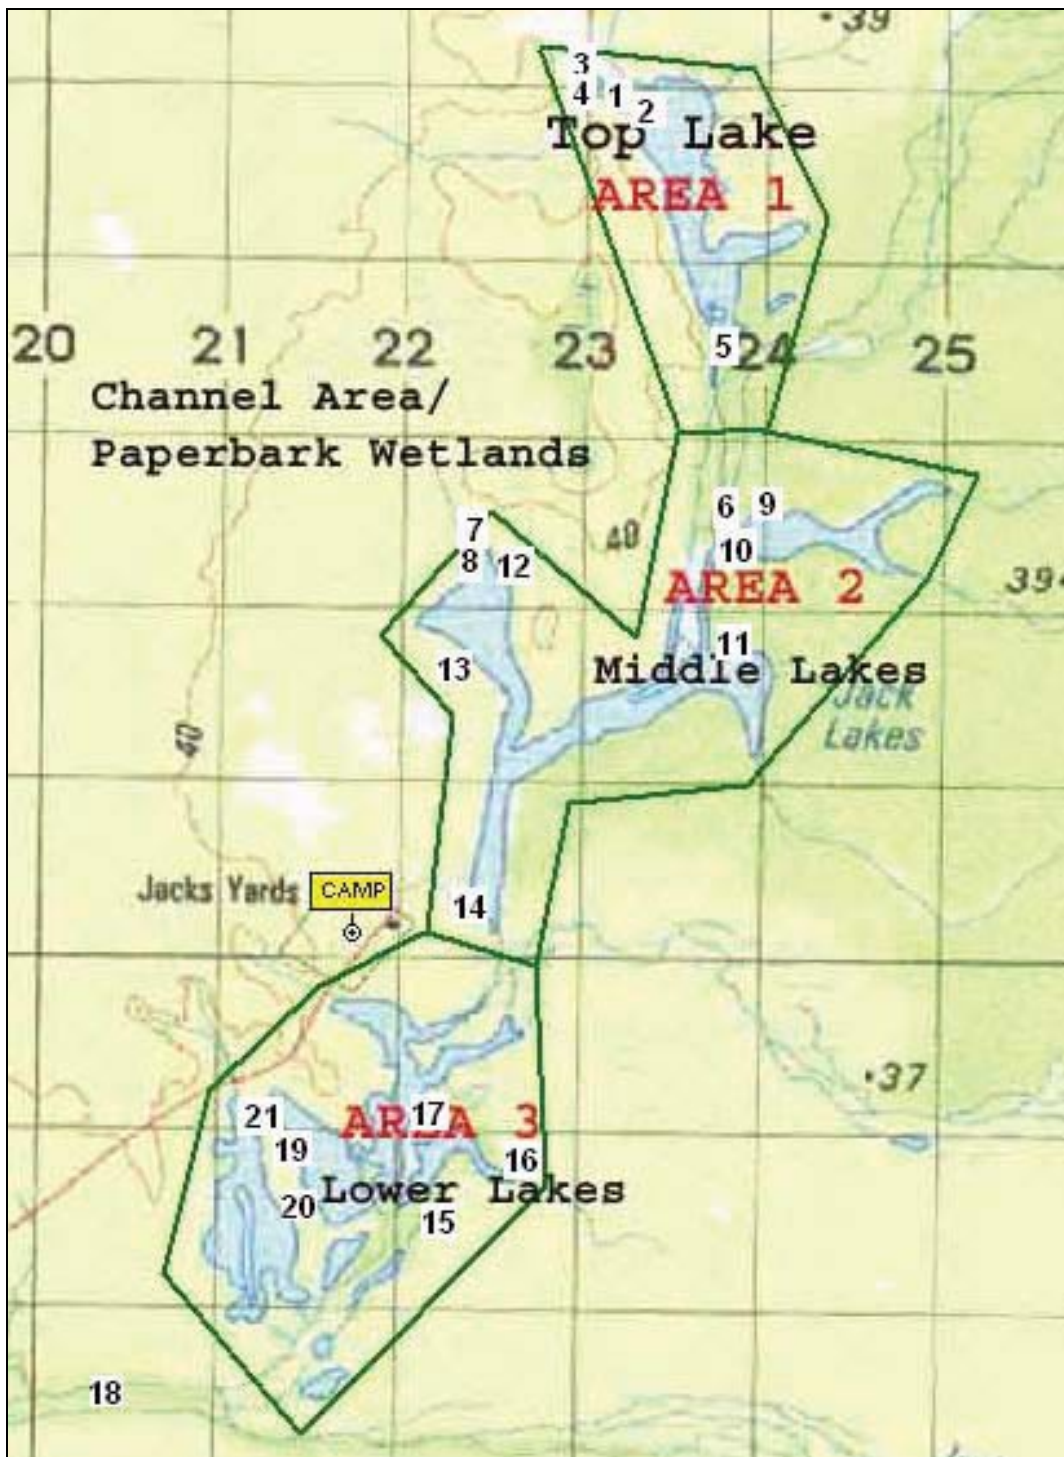 39
3
4 1 2
Top Lake
AREA 1
20 21 22 23 5 24 25
Channel Area/
Paperbark Wetlands
6 9
7
40
8 12 10
AREA 2
39
11
13
Middle Lakes
Jack
Lakes
40
Jacks Yards CAMP
14
37
21 17
AREA 3
19 16
Lower Lakes
20 15
18